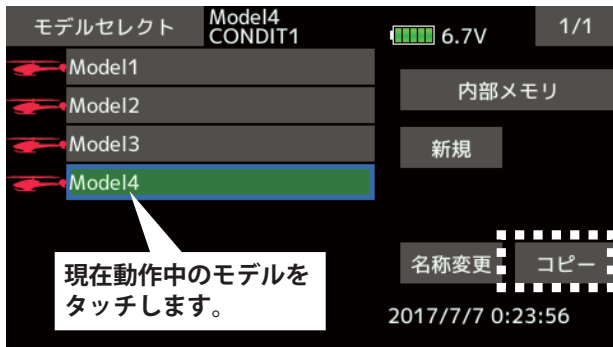 モデルセレクト
Model4
CONDIT1
6.7V
1/1
Model1
Model2
Model3
Model4
内部メモリ
新規
現在動作中のモデルを
タッチします。
名称変更
コピー
2017/7/7 0:23:56